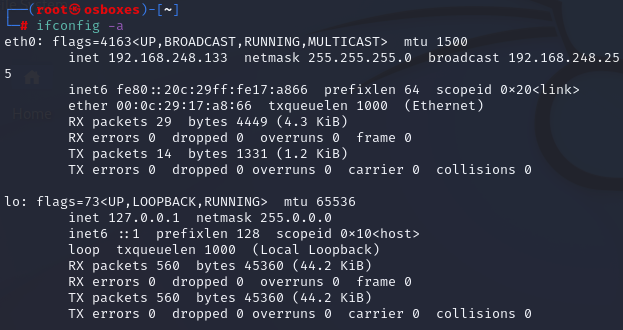 ┌──(root㉿osboxes)-[~]
└─# ifconfig -a
eth0: flags=4163<UP,BROADCAST,RUNNING,MULTICAST>  mtu 1500
        inet 192.168.248.133  netmask 255.255.255.0  broadcast 192.168.248.25
5
        inet6 fe80::20c:29ff:fe17:a866  prefixlen 64  scopeid 0×20<link>
        ether 00:0c:29:17:a8:66  txqueuelen 1000  (Ethernet)
        RX packets 29  bytes 4449 (4.3 KiB)
        RX errors 0  dropped 0  overruns 0  frame 0
        TX packets 14  bytes 1331 (1.2 KiB)
        TX errors 0  dropped 0 overruns 0  carrier 0  collisions 0

lo: flags=73<UP,LOOPBACK,RUNNING>  mtu 65536
        inet 127.0.0.1  netmask 255.0.0.0
        inet6 ::1  prefixlen 128  scopeid 0×10<host>
        loop  txqueuelen 1000  (Local Loopback)
        RX packets 560  bytes 45360 (44.2 KiB)
        RX errors 0  dropped 0  overruns 0  frame 0
        TX packets 560  bytes 45360 (44.2 KiB)
        TX errors 0  dropped 0 overruns 0  carrier 0  collisions 0
Home